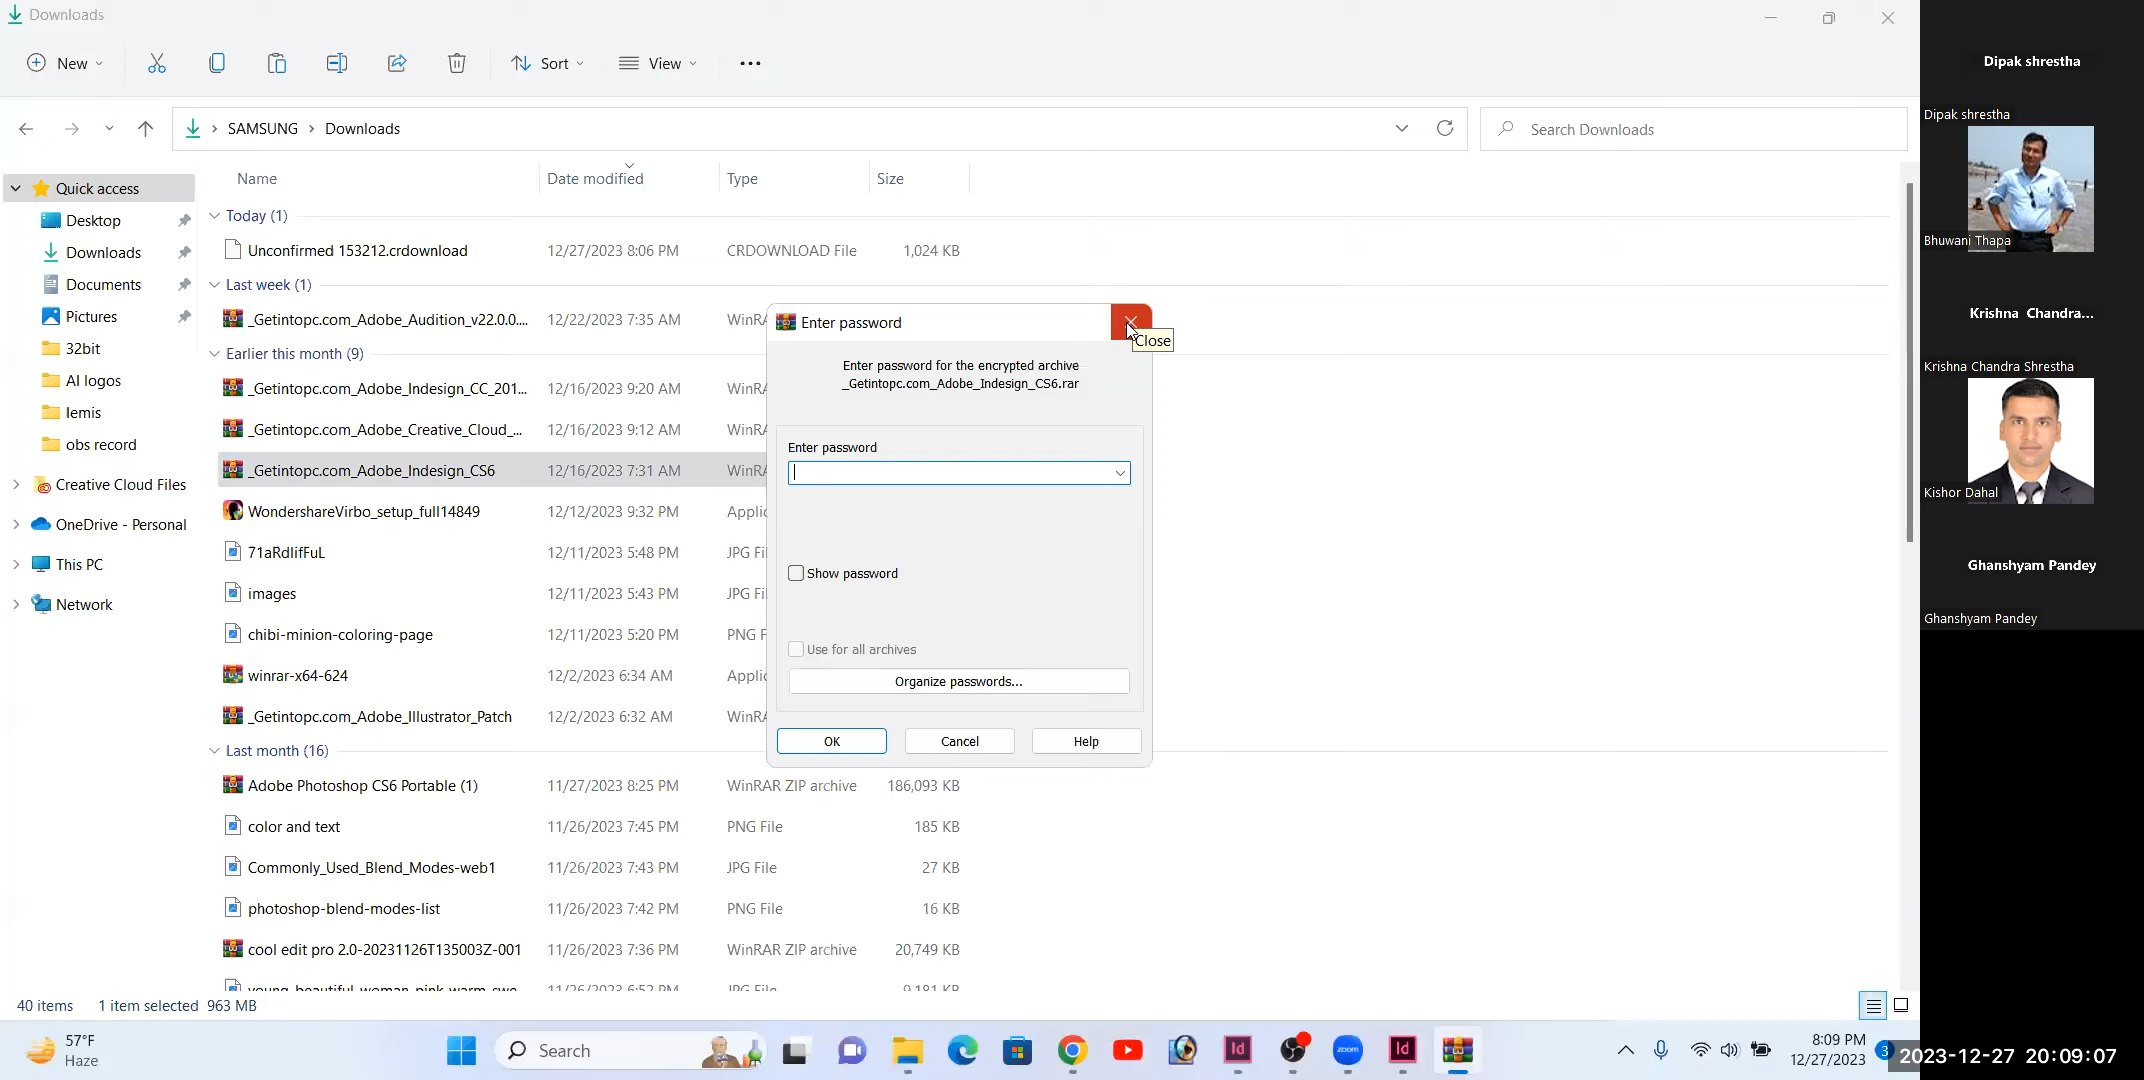 Downloads
New
Sort
View
SAMSUNG > Downloads
Search Downloads
Name
Date modified
Type
Size
Quick access
Desktop
Downloads
Documents
Pictures
32bit
AI logos
lemis
obs record
Creative Cloud Files
OneDrive - Personal
This PC
Network
Today (1)
Unconfirmed 153212.crdownload 12/27/2023 8:06 PM CRDOWNLOAD File 1,024 KB
Last week (1)
_Getintopc.com_Adobe_Audition_v22.0.0.... 12/22/2023 7:35 AM WinRA
Earlier this month (9)
_Getintopc.com_Adobe_Indesign_CC_201... 12/16/2023 9:20 AM WinRA
_Getintopc.com_Adobe_Creative_Cloud_... 12/16/2023 9:12 AM WinRA
_Getintopc.com_Adobe_Indesign_CS6 12/16/2023 7:31 AM WinRA
WondershareVirbo_setup_full14849 12/12/2023 9:32 PM Applic
71aRdlifFuL 12/11/2023 5:48 PM JPG Fi
images 12/11/2023 5:43 PM JPG Fi
chibi-minion-coloring-page 12/11/2023 5:20 PM PNG F
winrar-x64-624 12/2/2023 6:34 AM Applic
_Getintopc.com_Adobe_Illustrator_Patch 12/2/2023 6:32 AM WinRA
Last month (16)
Adobe Photoshop CS6 Portable (1) 11/27/2023 8:25 PM WinRAR ZIP archive 186,093 KB
color and text 11/26/2023 7:45 PM PNG File 185 KB
Commonly_Used_Blend_Modes-web1 11/26/2023 7:43 PM JPG File 27 KB
photoshop-blend-modes-list 11/26/2023 7:42 PM PNG File 16 KB
cool edit pro 2.0-20231126T135003Z-001 11/26/2023 7:36 PM WinRAR ZIP archive 20,749 KB
Enter password
Close
Enter password for the encrypted archive
_Getintopc.com_Adobe_Indesign_CS6.rar
Enter password
Show password
Use for all archives
Organize passwords...
OK
Cancel
Help
40 items 1 item selected 963 MB
57°F
Haze
Search
zoom
8:09 PM
12/27/2023
3
2023-12-27 20:09:07
Dipak shrestha
Dipak shrestha
Bhuwani Thapa
Krishna Chandra...
Krishna Chandra Shrestha
Kishor Dahal
Ghanshyam Pandey
Ghanshyam Pandey